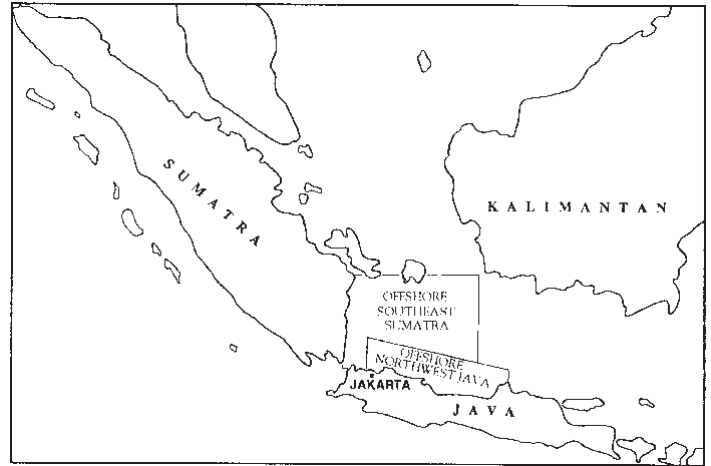 SUMATRA
KALIMANTAN
OFFSHORE
SOUTHEAST
SUMATRA
OFFSHORE
NORTHWEST JAVA
JAKARTA
JAVA